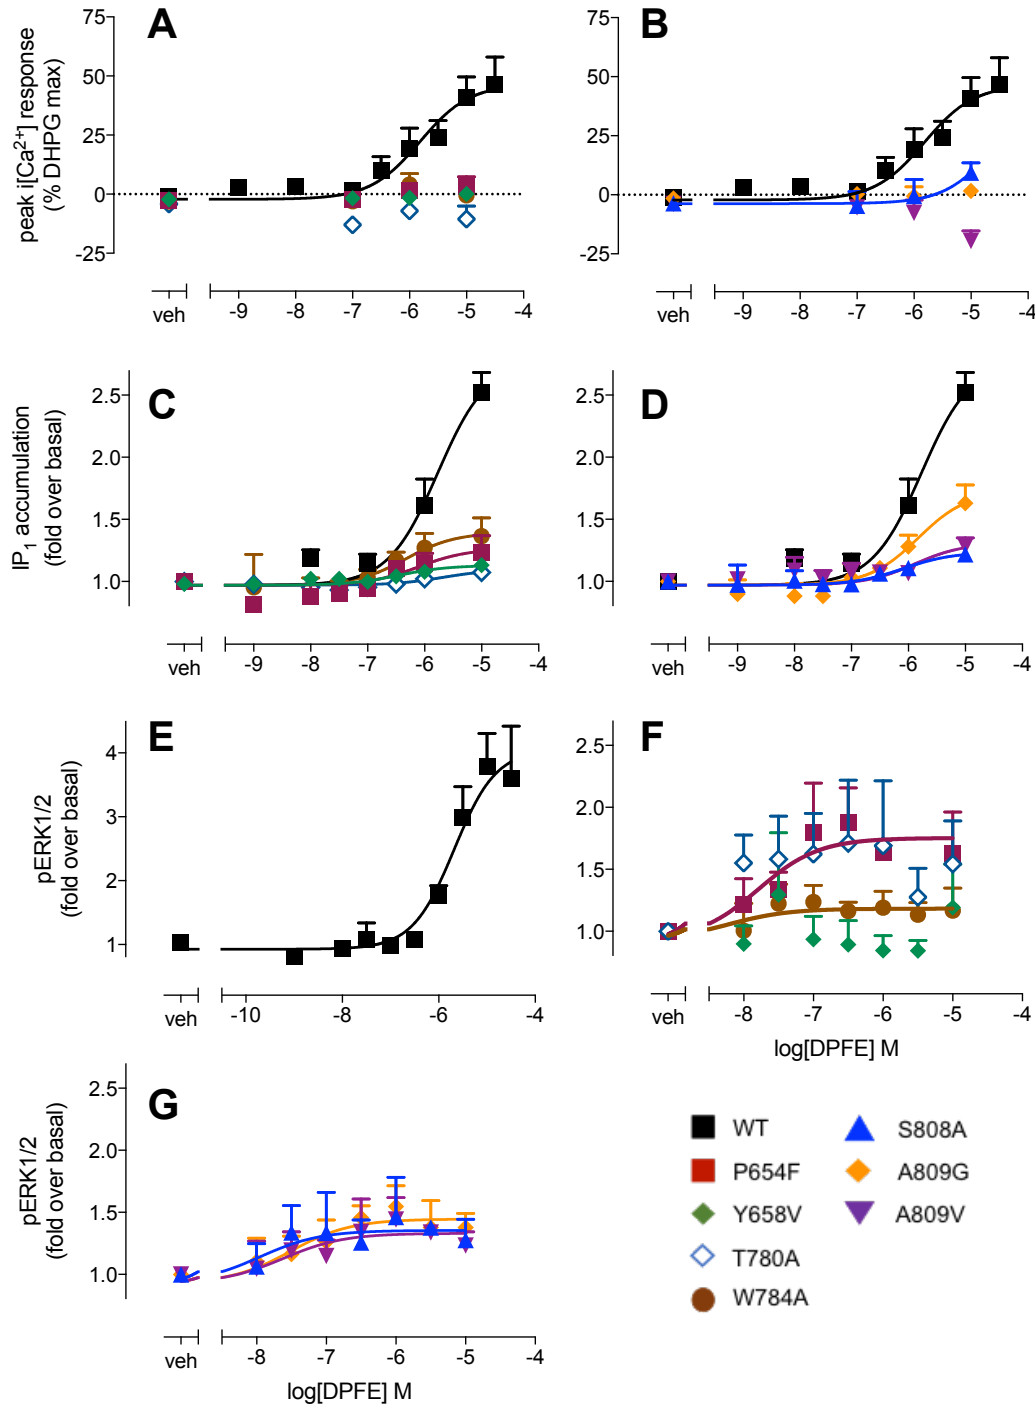 A
peak i[Ca2+] response
(% DHPG max)
75
50
25
0
-25
veh -9 -8 -7 -6 -5 -4
B
75
50
25
0
-25
veh -9 -8 -7 -6 -5 -4
C
IP1 accumulation
(fold over basal)
2.5
2.0
1.5
1.0
veh -9 -8 -7 -6 -5 -4
D
2.5
2.0
1.5
1.0
veh -9 -8 -7 -6 -5 -4
E
pERK1/2
(fold over basal)
4
3
2
1
veh -10 -8 -6 -4
F
2.5
2.0
1.5
1.0
veh -8 -7 -6 -5 -4
log[DPFE] M
G
pERK1/2
(fold over basal)
2.5
2.0
1.5
1.0
veh -8 -7 -6 -5 -4
log[DPFE] M
WT
P654F
Y658V
T780A
W784A
S808A
A809G
A809V